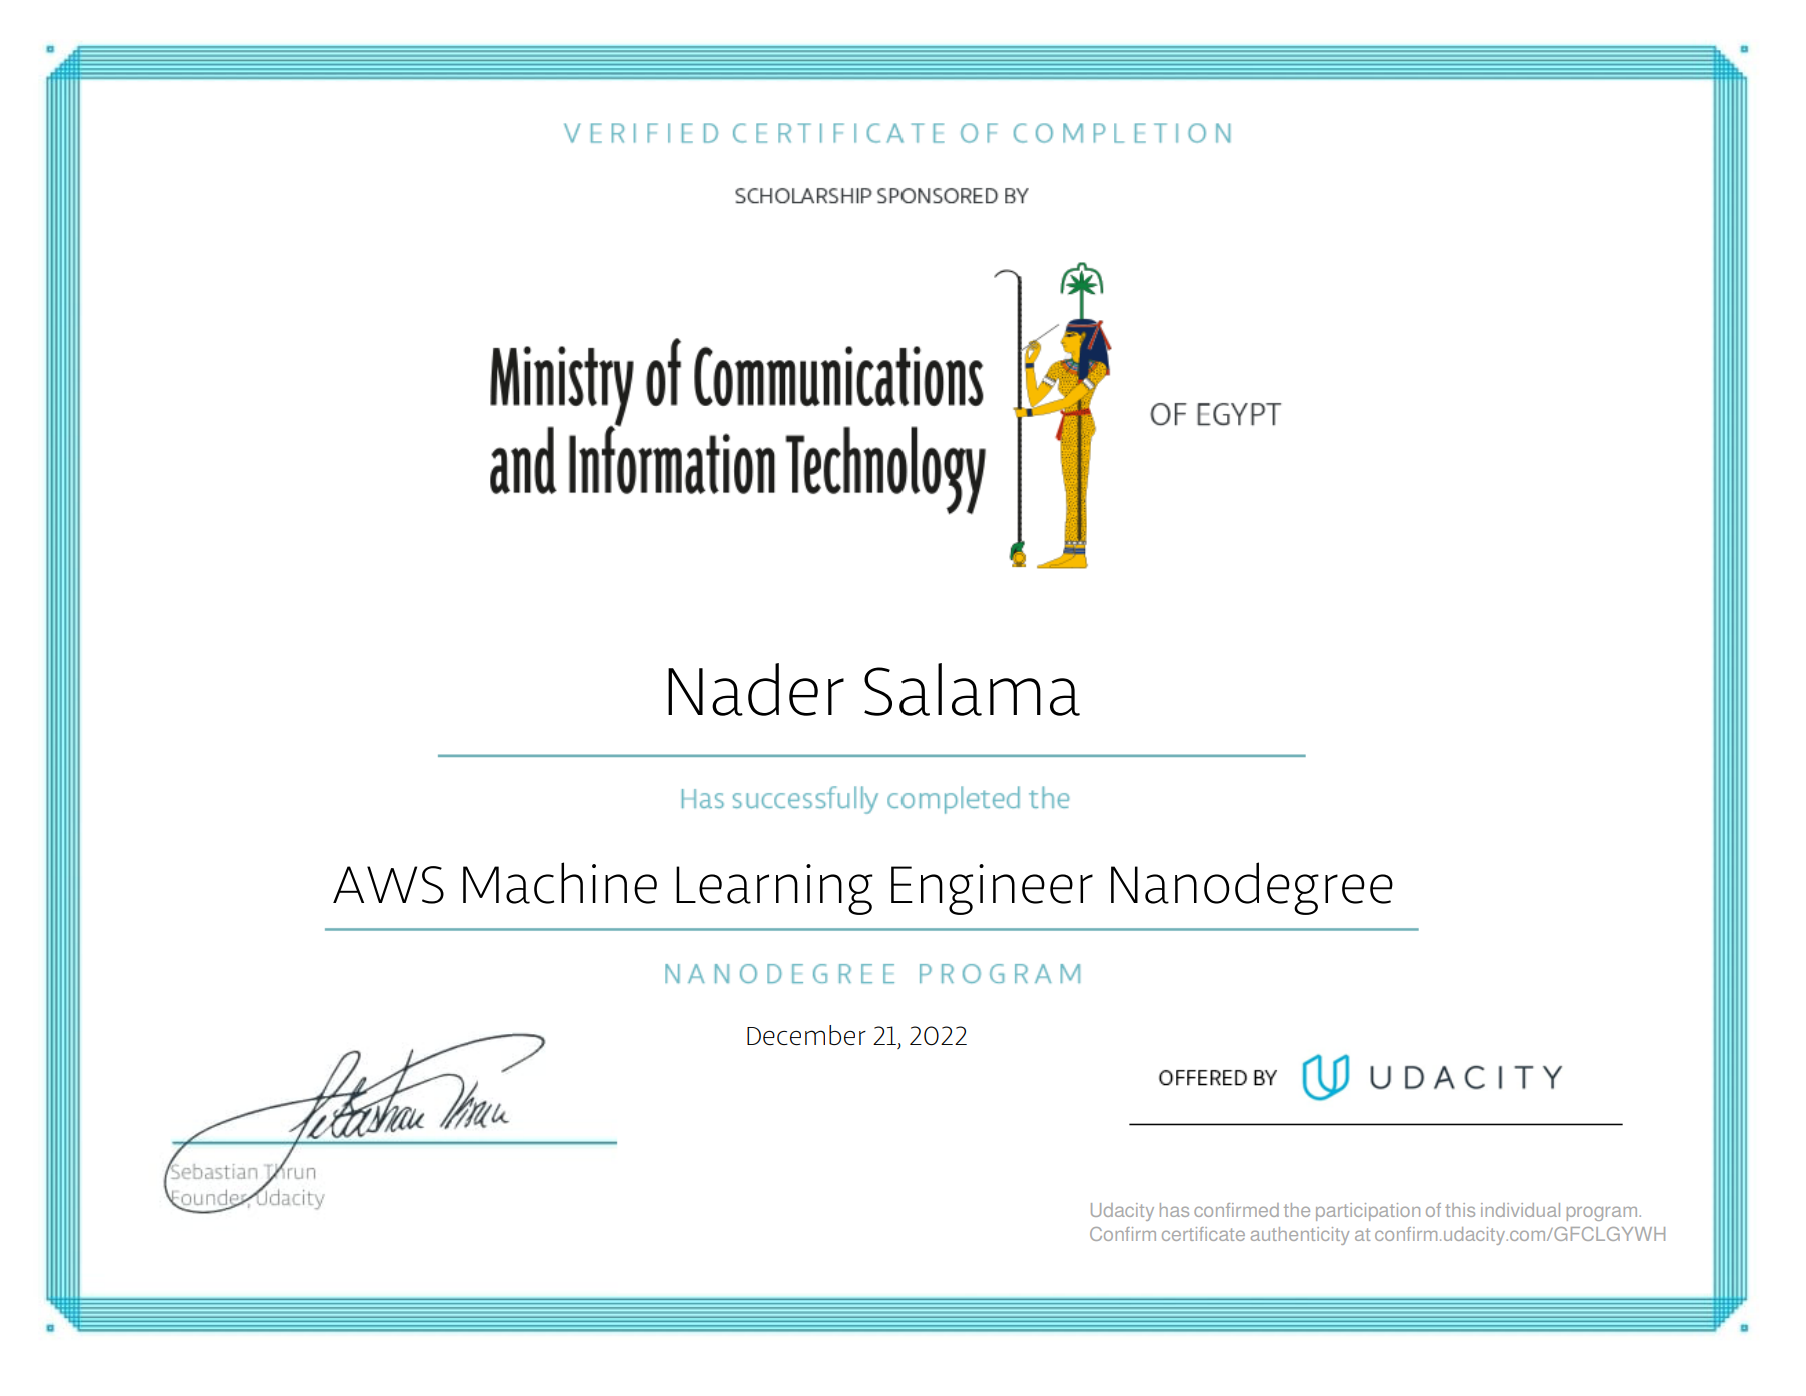 VERIFIED CERTIFICATE OF COMPLETION
SCHOLARSHIP SPONSORED BY
Ministry of Communications
and Information Technology
OF EGYPT
Nader Salama
Has successfully completed the
AWS Machine Learning Engineer Nanodegree
NANODEGREE PROGRAM
December 21, 2022
Sebastian Thrun
Sebastian Thrun
Founder, Udacity
OFFERED BY UDACITY
Udacity has confirmed the participation of this individual program.
Confirm certificate authenticity at confirm.udacity.com/GFCLGYWH